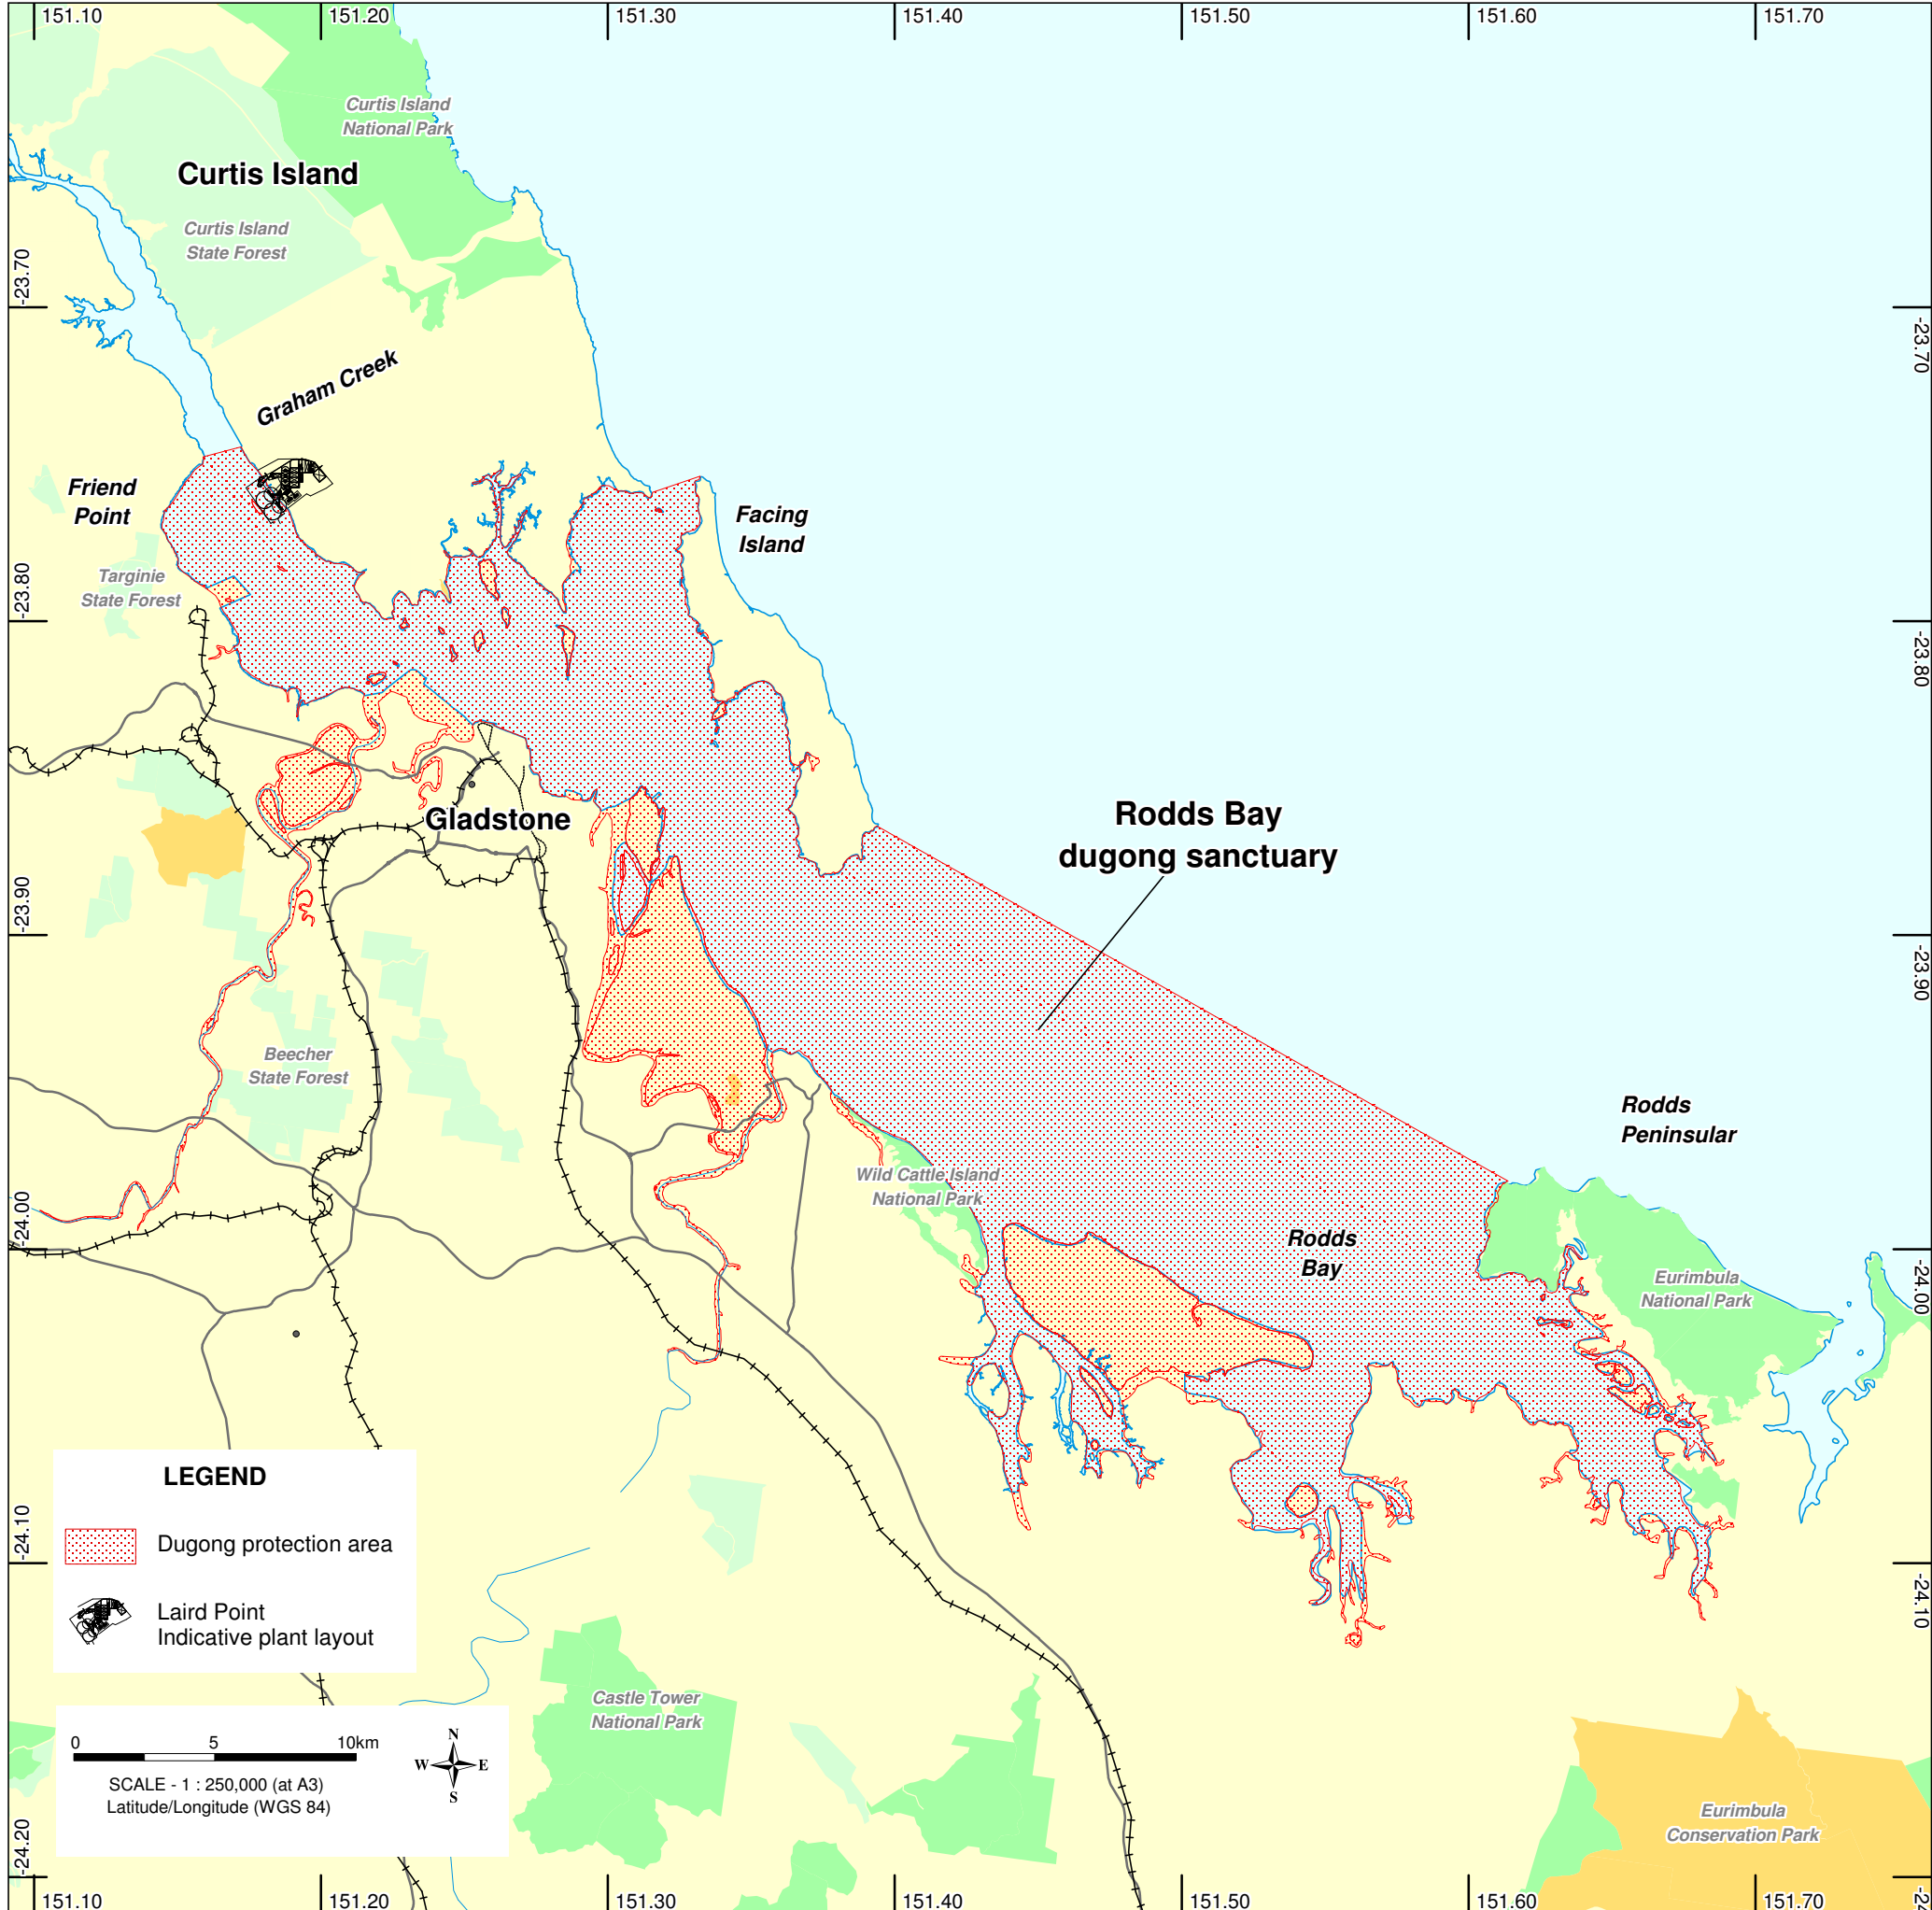 151.10
151.20
151.30
151.40
151.50
151.60
151.70
Curtis Island
National Park
Curtis Island
Curtis Island
State Forest
-23.70
-23.70
Graham Creek
Friend
Point
Facing
Island
Targinie
State Forest
-23.80
-23.80
Gladstone
Rodds Bay
dugong sanctuary
-23.90
-23.90
Beecher
State Forest
Rodds
Peninsular
Wild Cattle Island
National Park
-24.00
-24.00
Rodds
Bay
Eurimbula
National Park
LEGEND
Dugong protection area
Laird Point
Indicative plant layout
-24.10
-24.10
Castle Tower
National Park
0 5 10km
N
W E
S
SCALE - 1 : 250,000 (at A3)
Latitude/Longitude (WGS 84)
Eurimbula
Conservation Park
-24.20
151.10
151.20
151.30
151.40
151.50
151.60
151.70